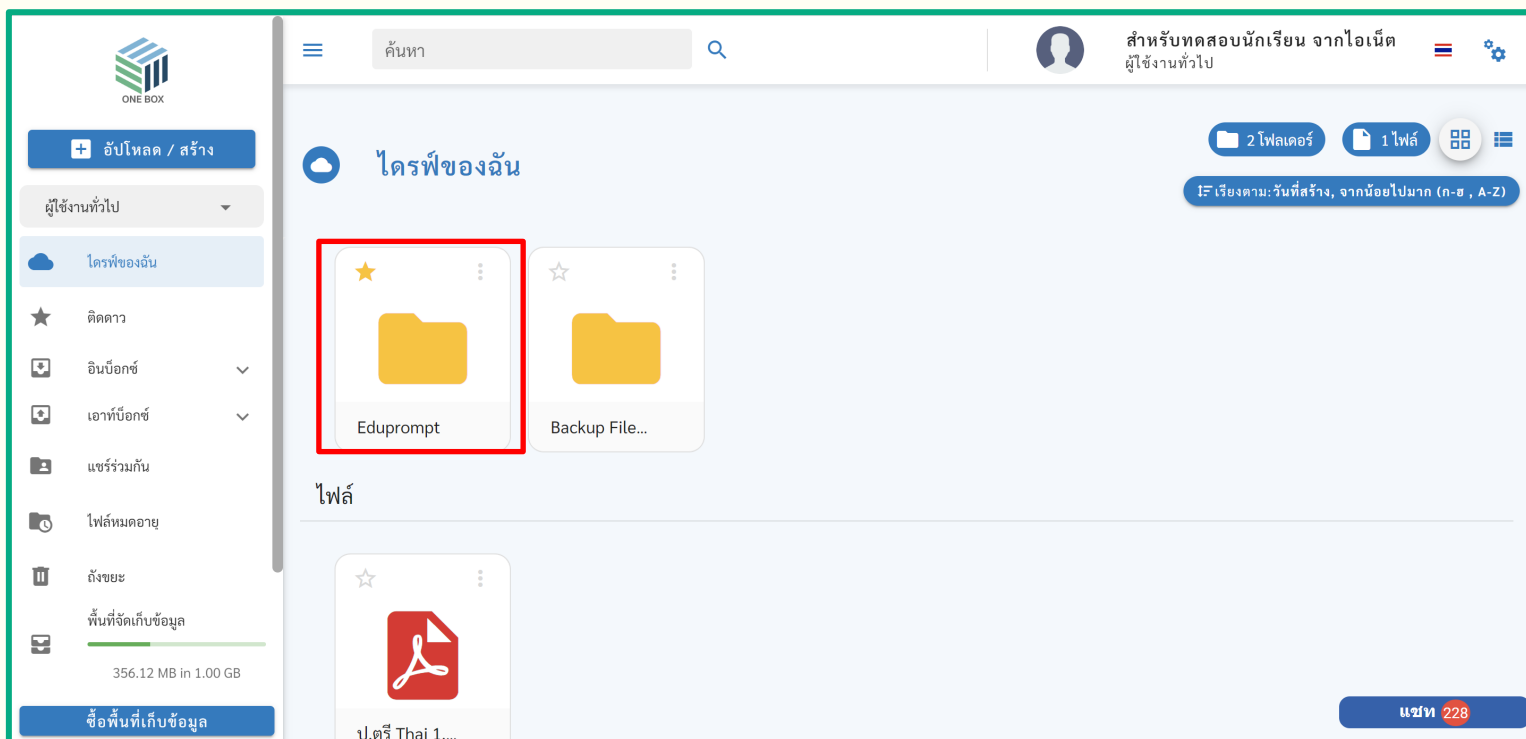 ONE BOX
อัปโหลด / สร้าง
ผู้ใช้งานทั่วไป
ไดรฟ์ของฉัน
ติดดาว
อินบ็อกซ์
เอาท์บ็อกซ์
แชร์ร่วมกัน
ไฟล์หมดอายุ
ถังขยะ
พื้นที่จัดเก็บข้อมูล
356.12 MB in 1.00 GB
ซื้อพื้นที่เก็บข้อมูล
ค้นหา
สำหรับทดสอบนักเรียน จากไอเน็ต
ผู้ใช้งานทั่วไป
ไดรฟ์ของฉัน
2 โฟลเดอร์
1 ไฟล์
เรียงตาม: วันที่สร้าง, จากน้อยไปมาก (ก-ฮ , A-Z)
Eduprompt
Backup File...
ไฟล์
ป.ตรี Thai 1....
แชท 228